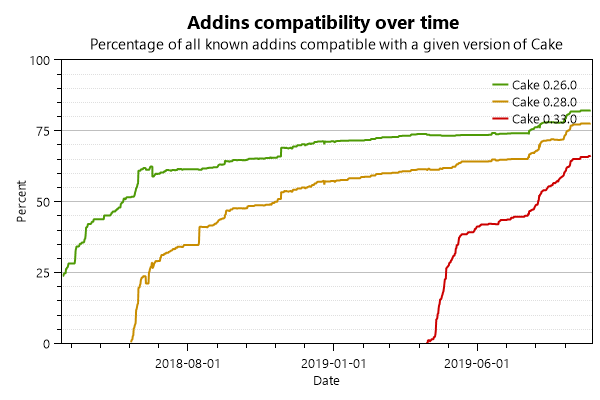 Addins compatibility over time
Percentage of all known addins compatible with a given version of Cake
100
75
50
25
0
Percent
Cake 0.26.0
Cake 0.28.0
Cake 0.33.0
2018-08-01
2019-01-01
2019-06-01
Date